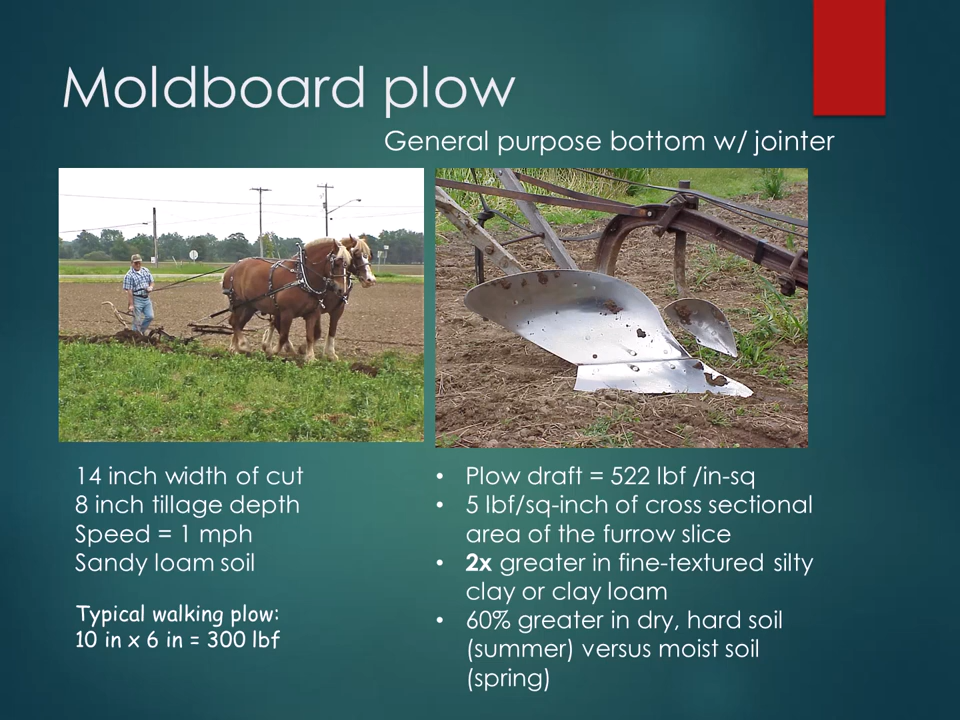 Moldboard plow
General purpose bottom w/ jointer
14 inch width of cut
8 inch tillage depth
Speed = 1 mph
Sandy loam soil
Typical walking plow:
10 in x 6 in = 300 lbf
• Plow draft = 522 lbf /in-sq
• 5 lbf/sq-inch of cross sectional
area of the furrow slice
• 2x greater in fine-textured silty
clay or clay loam
• 60% greater in dry, hard soil
(summer) versus moist soil
(spring)